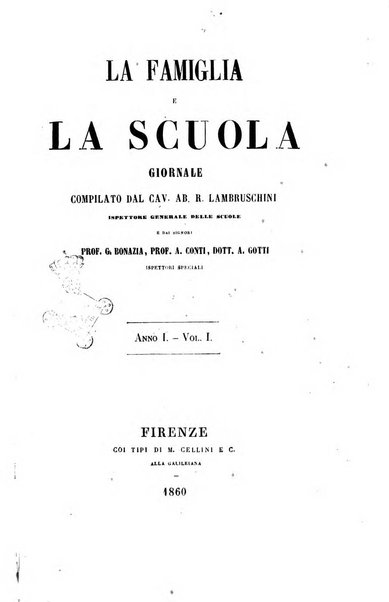 LA FAMIGLIA
E
LA SCUOLA
GIORNALE
COMPILATO DAL CAV. AB. R. LAMBRUSCHINI
ISPETTORE GENERALE DELLE SCUOLE
E DAI SIGNORI
PROF. G. BONAZIA, PROF. A. CONTI, DOTT. A. GOTTI
ISPETTORI SPECIALI
ANNO I. – VOL. I.
FIRENZE
COI TIPI DI M. CELLINI E C.
ALLA GALILEIANA
–
1860